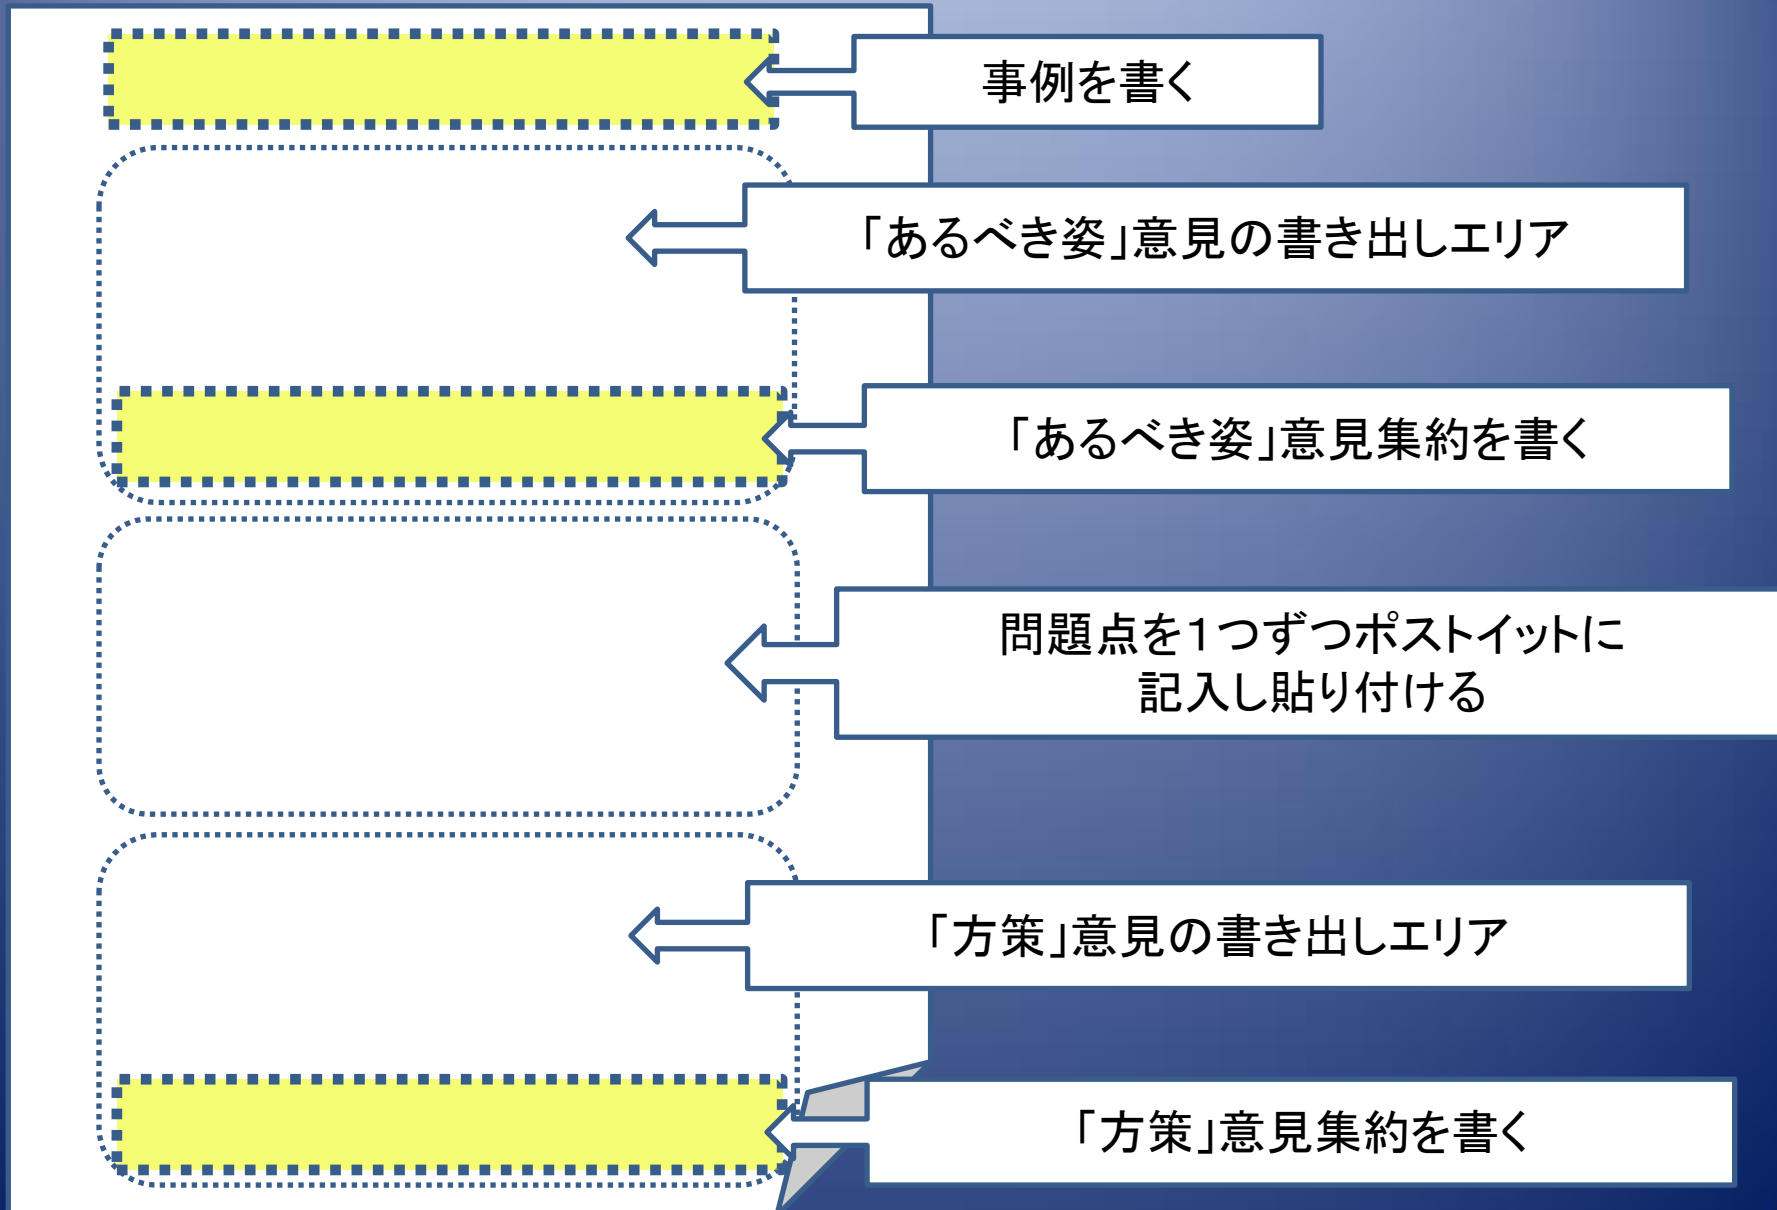 事例を書く
「あるべき姿」意見の書き出しエリア
「あるべき姿」意見集約を書く
問題点を１つずつポストイットに
記入し貼り付ける
「方策」意見の書き出しエリア
「方策」意見集約を書く